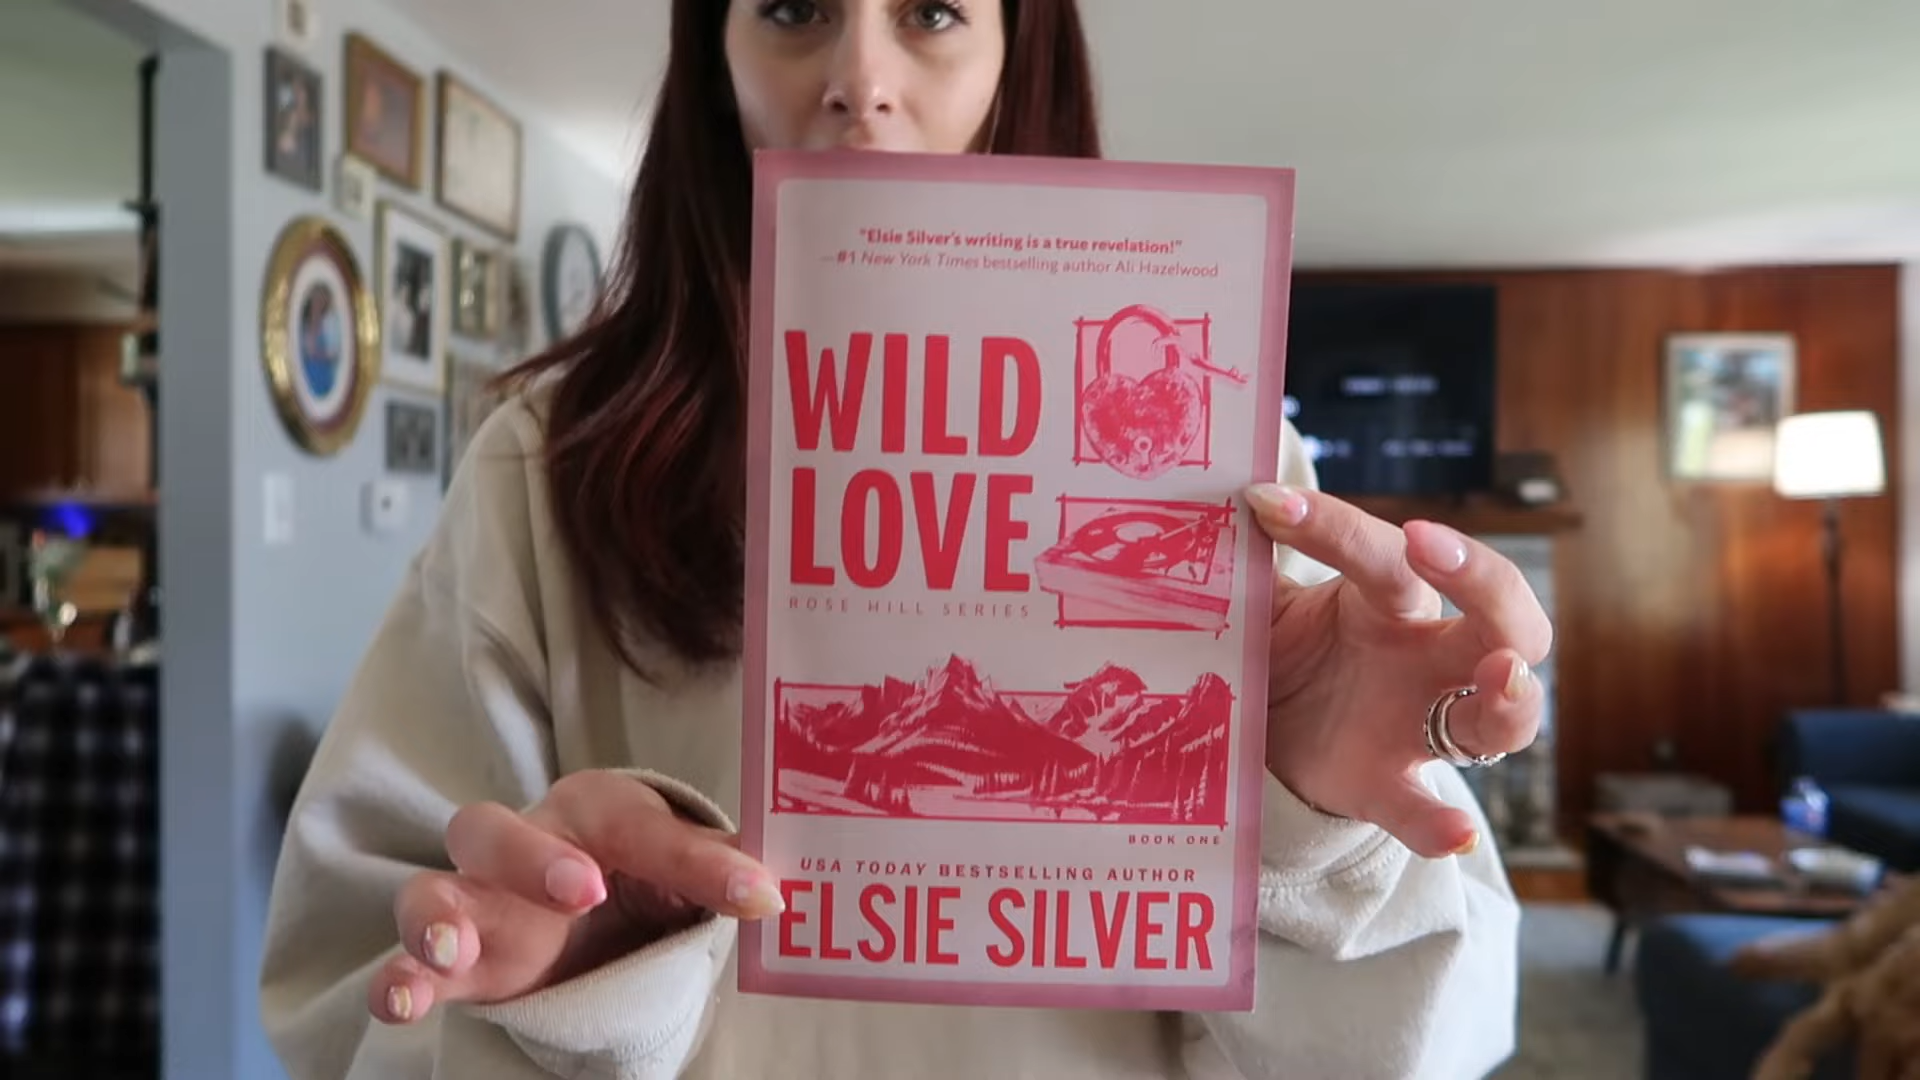 "Elsie Silver's writing is a true revelation!"
—#1 New York Times bestselling author Ali Hazelwood
WILD
LOVE
ROSE HILL SERIES
BOOK ONE
USA TODAY BESTSELLING AUTHOR
ELSIE SILVER